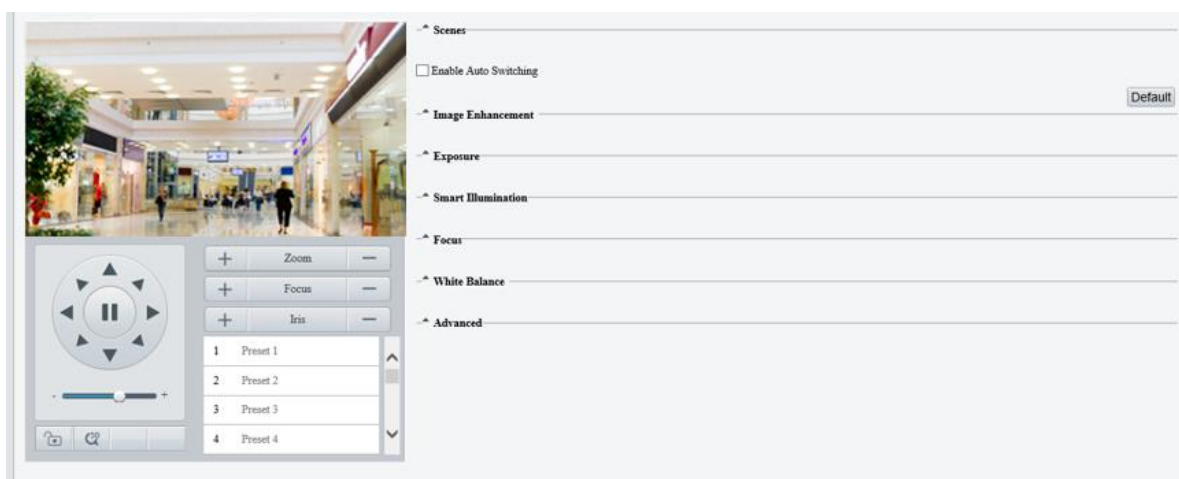 Scenes
Enable Auto Switching
Default
Image Enhancement
Exposure
Smart Illumination
Focus
White Balance
Advanced
+ Zoom −
+ Focus −
+ Iris −
1 Preset 1
2 Preset 2
3 Preset 3
4 Preset 4
- +